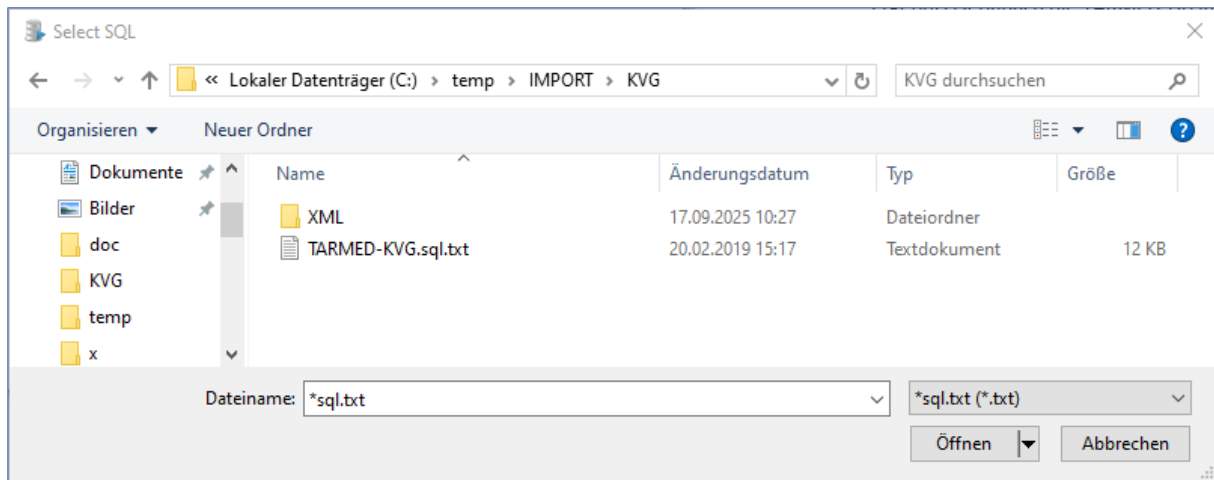 Select SQL
« Lokaler Datenträger (C:) › temp › IMPORT › KVG
KVG durchsuchen
Organisieren
Neuer Ordner
Name
Änderungsdatum
Typ
Größe
Dokumente
Bilder
doc
KVG
temp
x
XML 17.09.2025 10:27 Dateiordner
TARMED-KVG.sql.txt 20.02.2019 15:17 Textdokument 12 KB
Dateiname: *sql.txt
*sql.txt (*.txt)
Öffnen
Abbrechen